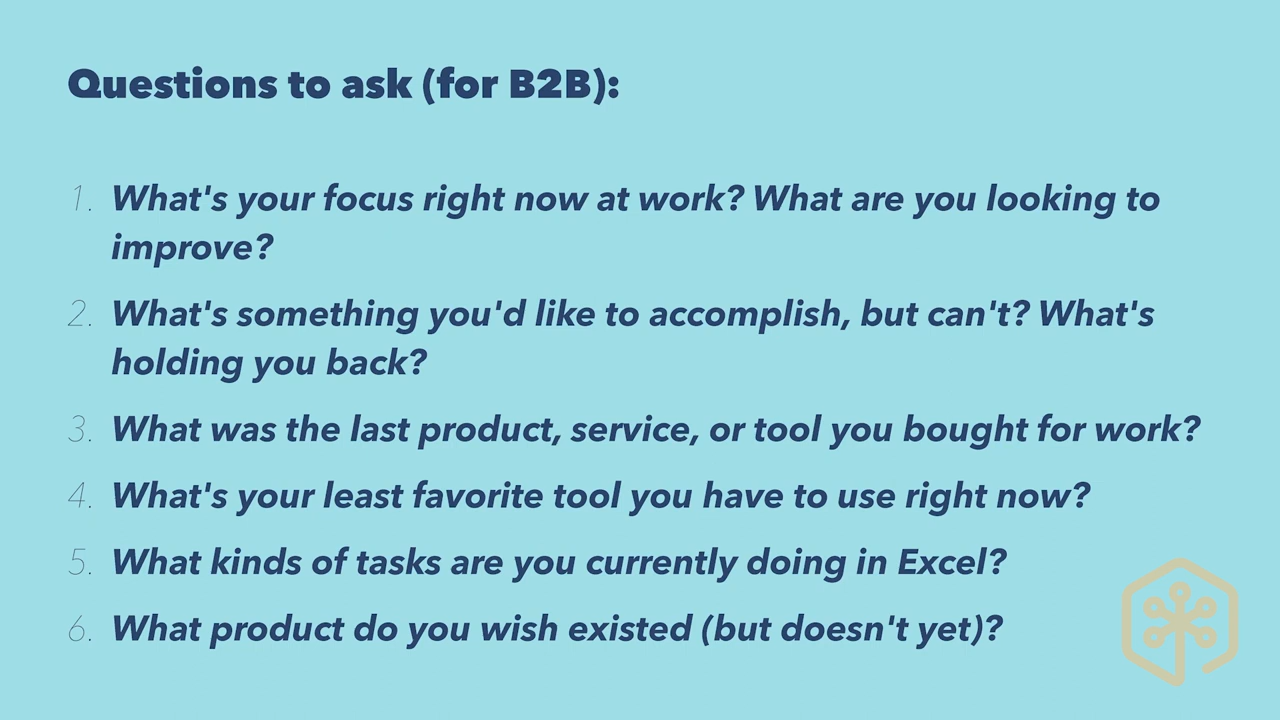 Questions to ask (for B2B):
1. What's your focus right now at work? What are you looking to
improve?
2. What's something you'd like to accomplish, but can't? What's
holding you back?
3. What was the last product, service, or tool you bought for work?
4. What's your least favorite tool you have to use right now?
5. What kinds of tasks are you currently doing in Excel?
6. What product do you wish existed (but doesn't yet)?